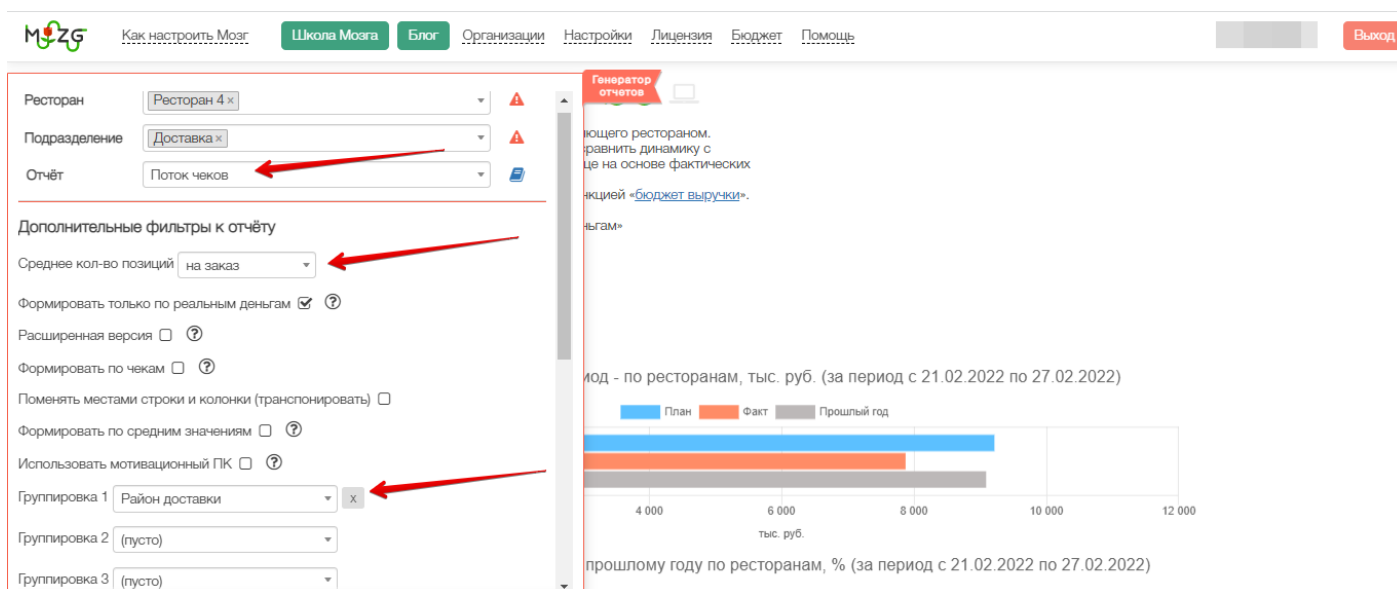 MOZG Как настроить Мозг Школа Мозга Блог Организации Настройки Лицензия Бюджет Помощь Выход
Генератор отчетов
Ресторан Ресторан 4 ×
Подразделение Доставка ×
Отчёт Поток чеков
Дополнительные фильтры к отчёту
Среднее кол-во позиций на заказ
Формировать только по реальным деньгам ?
Расширенная версия ?
Формировать по чекам ?
Поменять местами строки и колонки (транспонировать)
Формировать по средним значениям ?
Использовать мотивационный ПК ?
Группировка 1 Район доставки x
Группировка 2 (пусто)
Группировка 3 (пусто)
ющего рестораном.
сравнить динамику с
це на основе фактических
нкцией «бюджет выручки».
ньгам»
иод - по ресторанам, тыс. руб. (за период с 21.02.2022 по 27.02.2022)
План Факт Прошлый год
4 000 6 000 8 000 10 000 12 000
тыс. руб.
прошлому году по ресторанам, % (за период с 21.02.2022 по 27.02.2022)